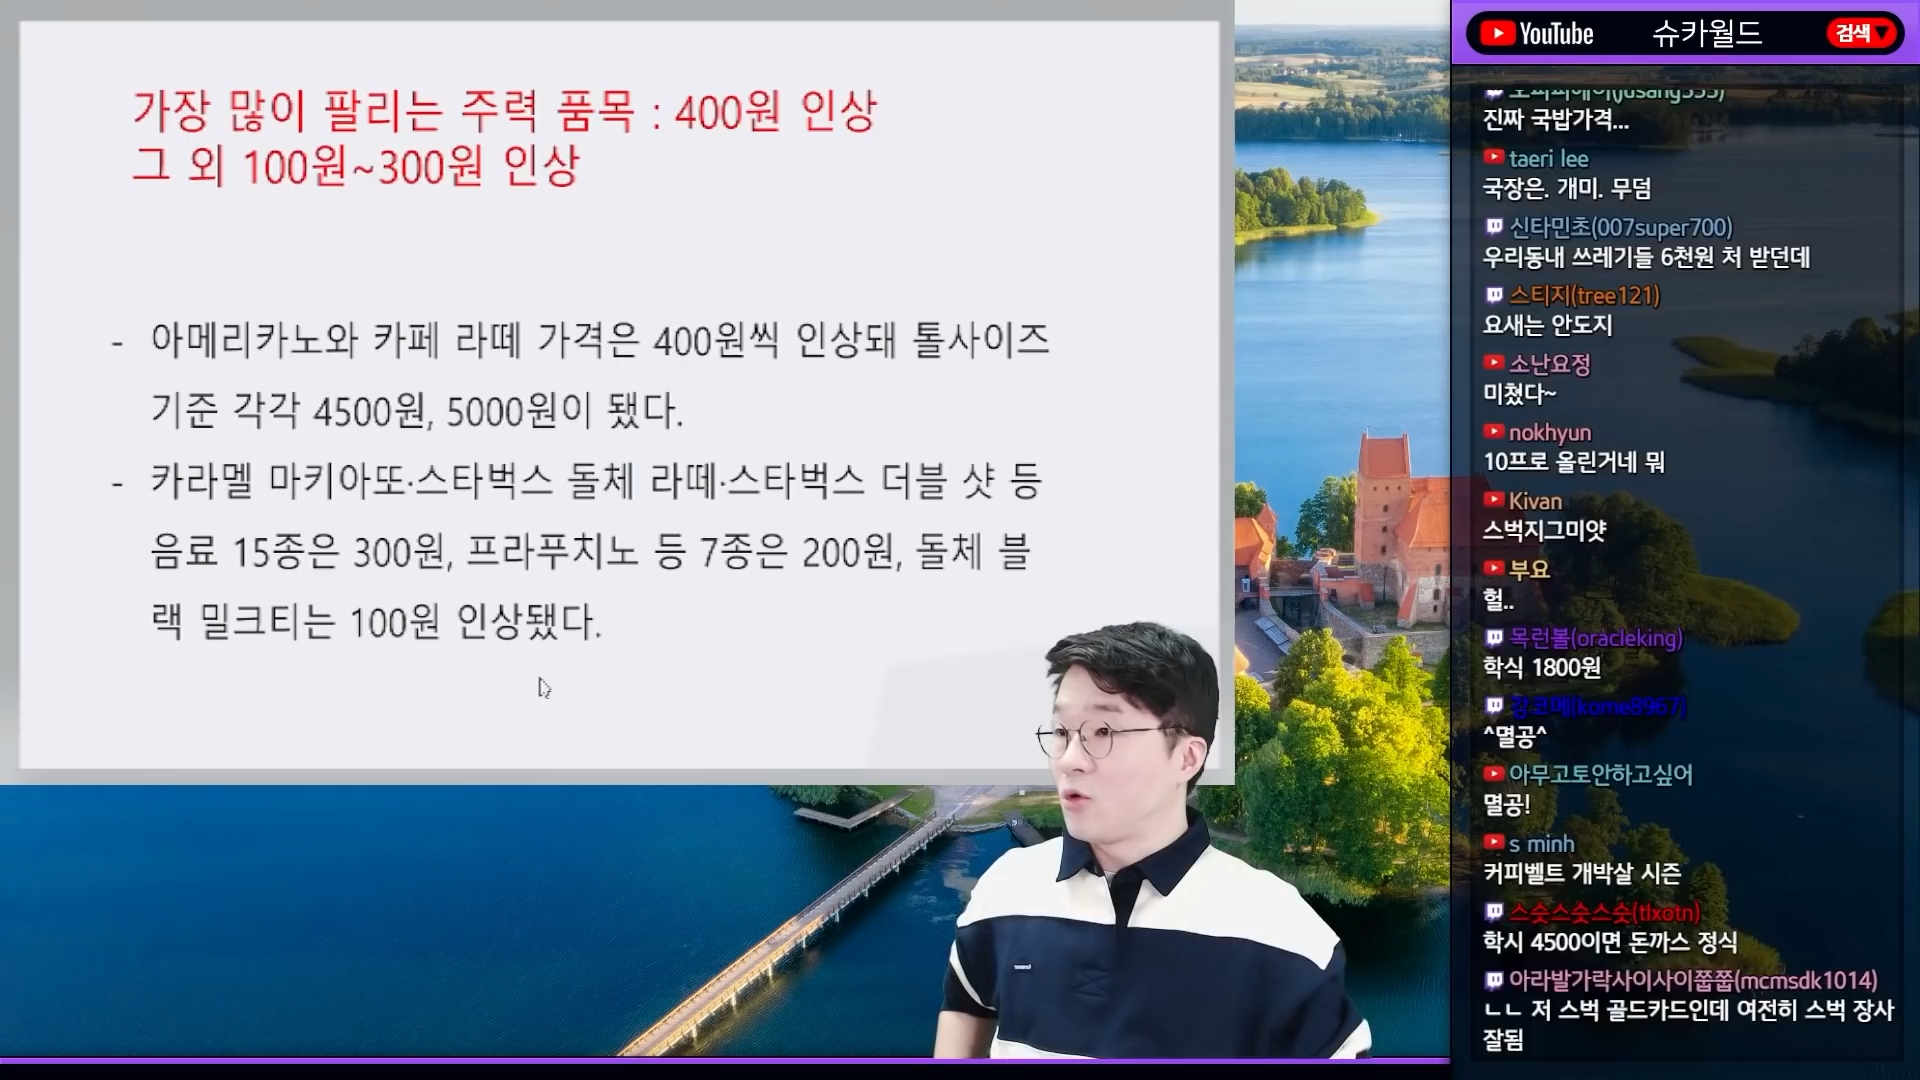 가장 많이 팔리는 주력 품목 : 400원 인상
그 외 100원~300원 인상
- 아메리카노와 카페 라떼 가격은 400원씩 인상돼 톨사이즈
기준 각각 4500원, 5000원이 됐다.
- 카라멜 마키아또·스타벅스 돌체 라떼·스타벅스 더블 샷 등
음료 15종은 300원, 프라푸치노 등 7종은 200원, 돌체 블
랙 밀크티는 100원 인상됐다.
YouTube 슈카월드 검색▼
진짜 국밥가격...
taeri lee
국장은. 개미. 무덤
신타민초(007super700)
우리동내 쓰레기들 6천원 처 받던데
스티지(tree121)
요새는 안도지
소난요정
미쳤다~
nokhyun
10프로 올린거네 뭐
Kivan
스벅지그미얏
부요
헐..
목런볼(oracleking)
학식 1800원
강코메(kome8967)
^멸공^
아무고토안하고싶어
멸공!
s minh
커피벨트 개박살 시즌
스숫스숫스숫(tlxotn)
학시 4500이면 돈까스 정식
아라발가락사이사이쭙쭙(mcmsdk1014)
ㄴㄴ 저 스벅 골드카드인데 여전히 스벅 장사
잘됨